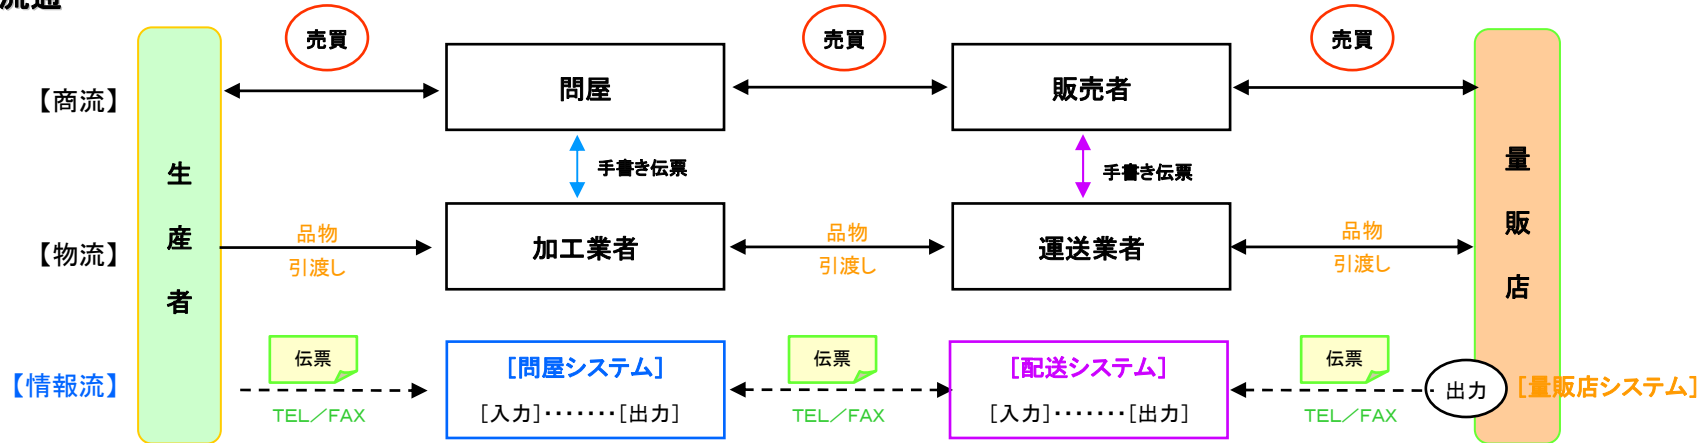 流通
売買
売買
売買
【商流】
問屋
販売者
手書き伝票
手書き伝票
生産者
量販店
【物流】
品物
引渡し
加工業者
品物
引渡し
運送業者
品物
引渡し
【情報流】
伝票
TEL／FAX
[問屋システム]
[入力]･･･････[出力]
伝票
TEL／FAX
[配送システム]
[入力]･･･････[出力]
伝票
TEL／FAX
出力
[量販店システム]